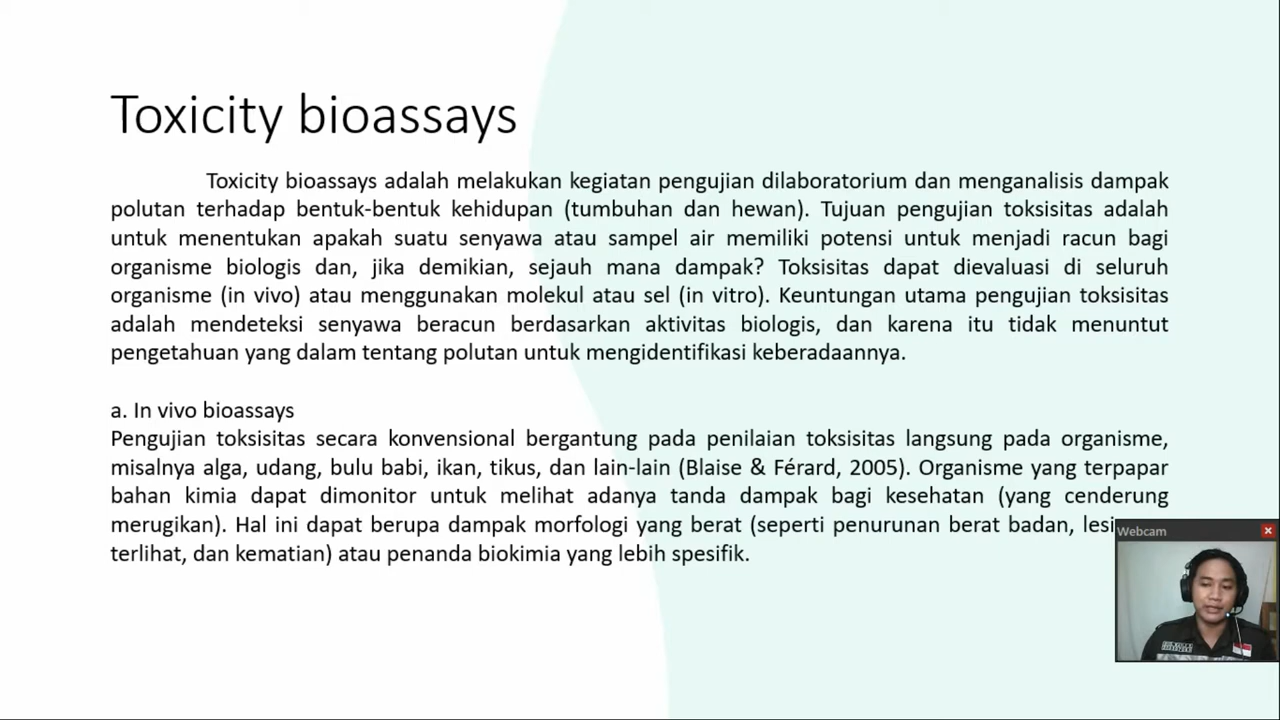 Toxicity bioassays
Toxicity bioassays adalah melakukan kegiatan pengujian dilaboratorium dan menganalisis dampak
polutan terhadap bentuk-bentuk kehidupan (tumbuhan dan hewan). Tujuan pengujian toksisitas adalah
untuk menentukan apakah suatu senyawa atau sampel air memiliki potensi untuk menjadi racun bagi
organisme biologis dan, jika demikian, sejauh mana dampak? Toksisitas dapat dievaluasi di seluruh
organisme (in vivo) atau menggunakan molekul atau sel (in vitro). Keuntungan utama pengujian toksisitas
adalah mendeteksi senyawa beracun berdasarkan aktivitas biologis, dan karena itu tidak menuntut
pengetahuan yang dalam tentang polutan untuk mengidentifikasi keberadaannya.
a. In vivo bioassays
Pengujian toksisitas secara konvensional bergantung pada penilaian toksisitas langsung pada organisme,
misalnya alga, udang, bulu babi, ikan, tikus, dan lain-lain (Blaise & Férard, 2005). Organisme yang terpapar
bahan kimia dapat dimonitor untuk melihat adanya tanda dampak bagi kesehatan (yang cenderung
merugikan). Hal ini dapat berupa dampak morfologi yang berat (seperti penurunan berat badan, lesi
terlihat, dan kematian) atau penanda biokimia yang lebih spesifik.
Webcam